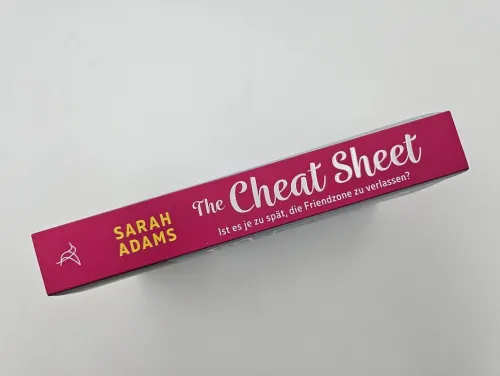 SARAH
ADAMS
The Cheat Sheet
Ist es je zu spät, die Friendzone zu verlassen?